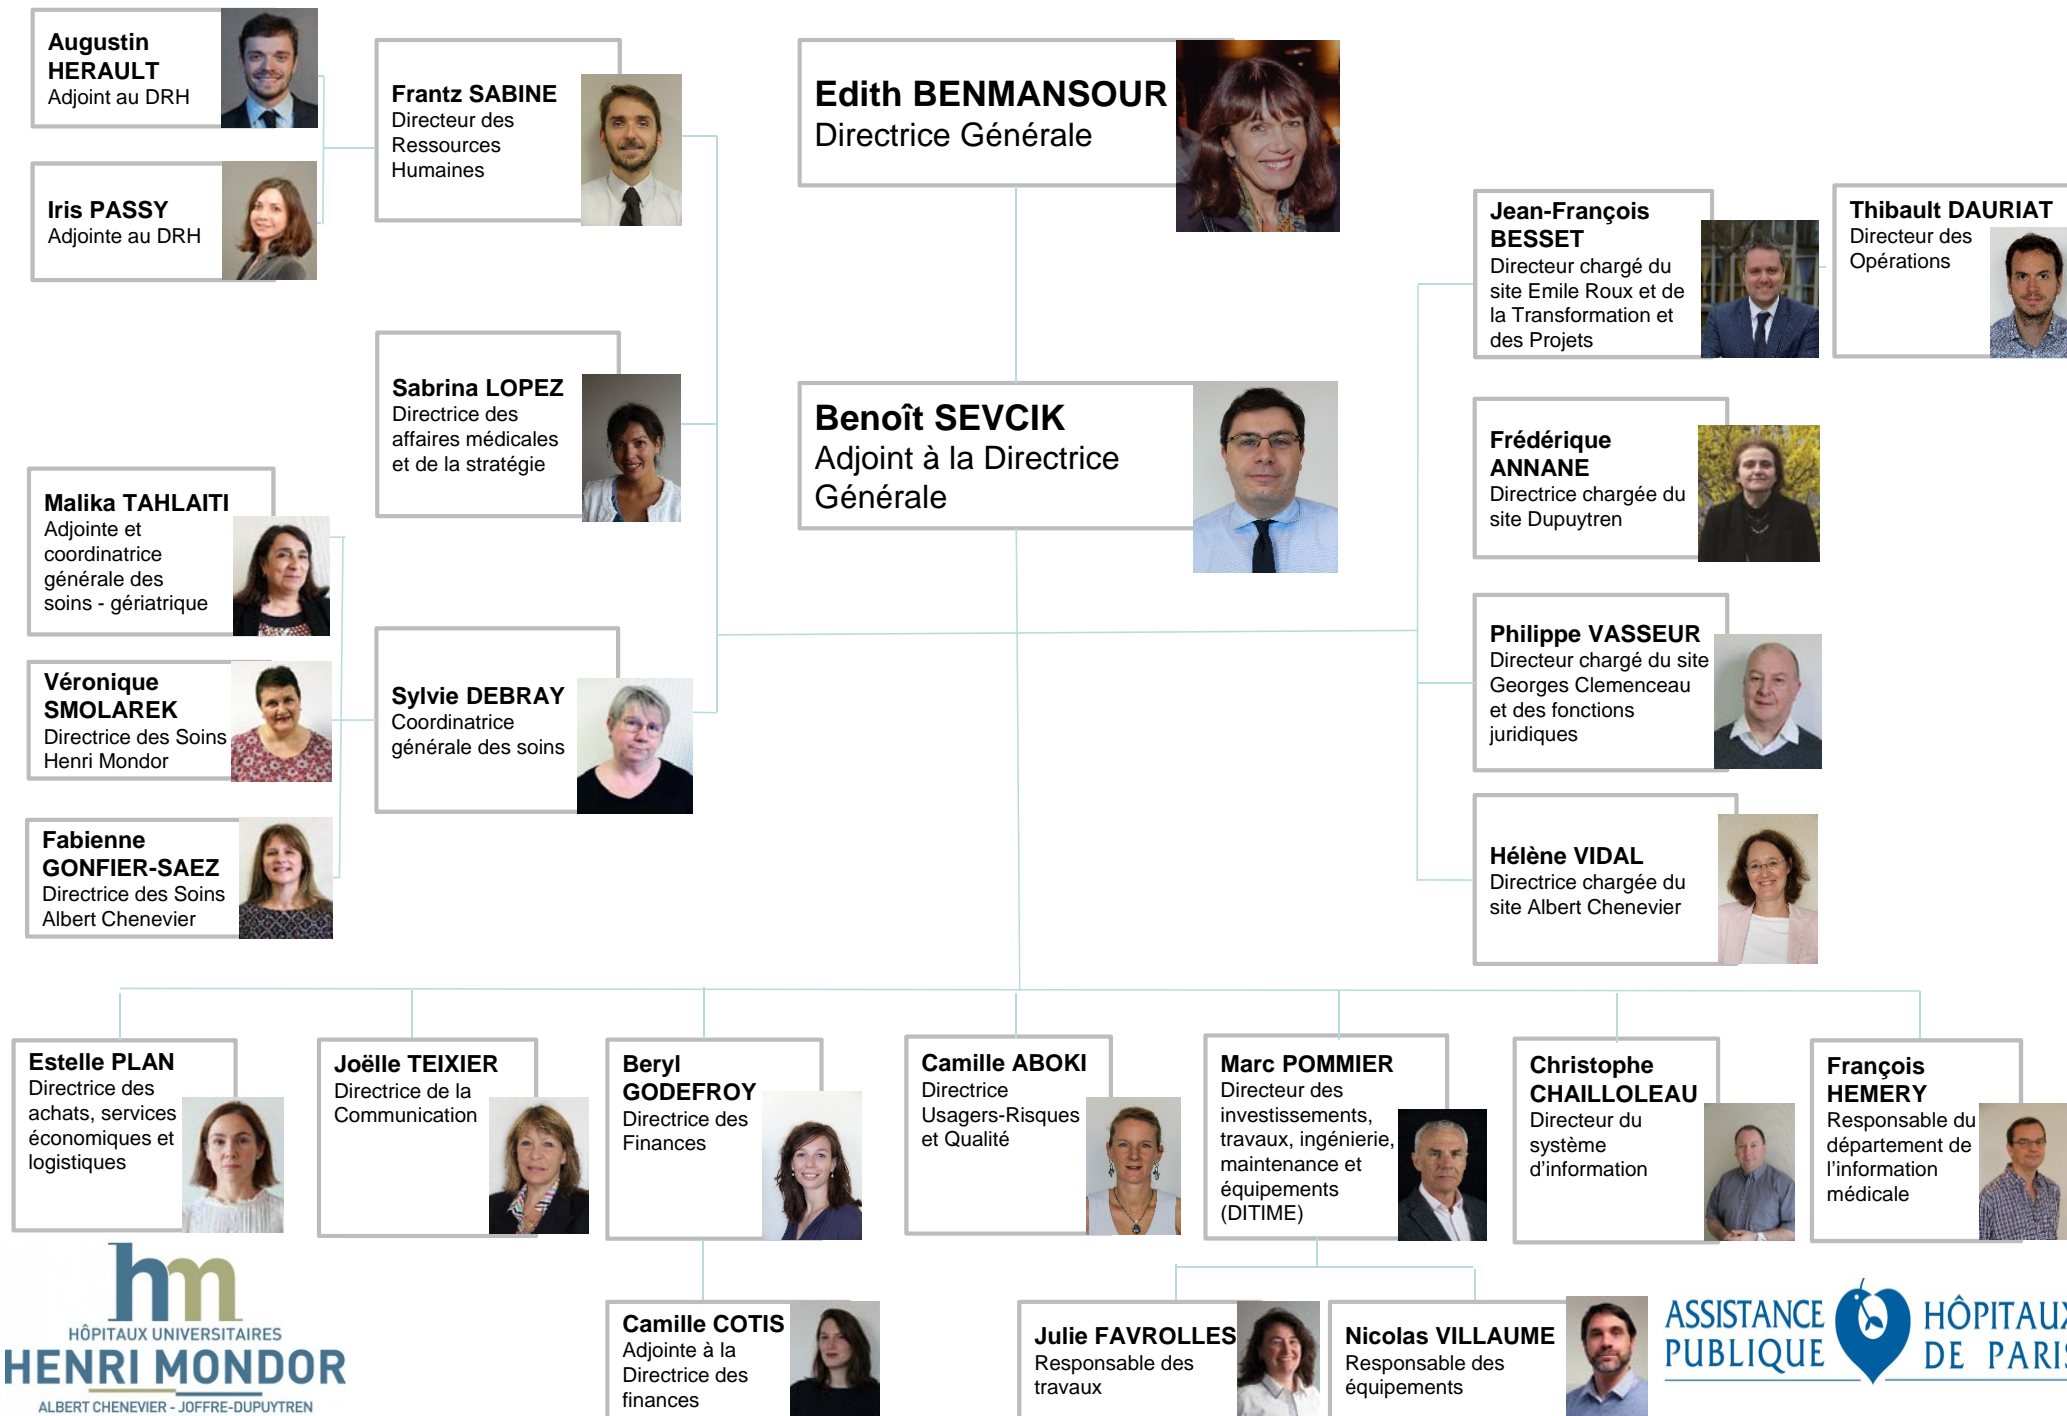 Augustin
HERAULT
Adjoint au DRH
Iris PASSY
Adjointe au DRH
Frantz SABINE
Directeur des
Ressources
Humaines
Edith BENMANSOUR
Directrice Générale
Jean-François
BESSET
Directeur chargé du
site Emile Roux et de
la Transformation et
des Projets
Thibault DAURIAT
Directeur des
Opérations
Sabrina LOPEZ
Directrice des
affaires médicales
et de la stratégie
Benoît SEVCIK
Adjoint à la Directrice
Générale
Frédérique
ANNANE
Directrice chargée du
site Dupuytren
Malika TAHLAITI
Adjointe et
coordinatrice
générale des
soins - gériatrique
Véronique
SMOLAREK
Directrice des Soins
Henri Mondor
Fabienne
GONFIER-SAEZ
Directrice des Soins
Albert Chenevier
Sylvie DEBRAY
Coordinatrice
générale des soins
Philippe VASSEUR
Directeur chargé du site
Georges Clemenceau
et des fonctions
juridiques
Hélène VIDAL
Directrice chargée du
site Albert Chenevier
Estelle PLAN
Directrice des
achats, services
économiques et
logistiques
Joëlle TEIXIER
Directrice de la
Communication
Beryl
GODEFROY
Directrice des
Finances
Camille ABOKI
Directrice
Usagers-Risques
et Qualité
Marc POMMIER
Directeur des
investissements,
travaux, ingénierie,
maintenance et
équipements
(DITIME)
Christophe
CHAILLOLEAU
Directeur du
système
d’information
François
HEMERY
Responsable du
département de
l’information
médicale
Camille COTIS
Adjointe à la
Directrice des
finances
Julie FAVROLLES
Responsable des
travaux
Nicolas VILLAUME
Responsable des
équipements
hm
HÔPITAUX UNIVERSITAIRES
HENRI MONDOR
ALBERT CHENEVIER - JOFFRE-DUPUYTREN
ASSISTANCE
PUBLIQUE
HÔPITAUX
DE PARIS